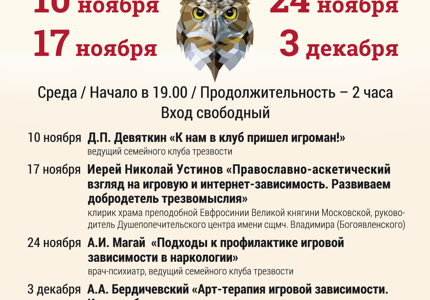 10 ноября 24 ноября
17 ноября 3 декабря
Среда / Начало в 19.00 / Продолжительность – 2 часа
Вход свободный
10 ноября Д.П. Девяткин «К нам в клуб пришел игроман!»
ведущий семейного клуба трезвости
17 ноября Иерей Николай Устинов «Православно-аскетический
взгляд на игровую и интернет-зависимость. Развиваем
добродетель трезвомыслия»
клирик храма преподобной Евфросинии Великой княгини Московской, руково-
дитель Душепопечительского центра имени сщмч. Владимира (Богоявленского)
24 ноября А.И. Магай «Подходы к профилактике игровой
зависимости в наркологии»
врач-психиатр, ведущий семейного клуба трезвости
3 декабря А.А. Бердичевский «Арт-терапия игровой зависимости.